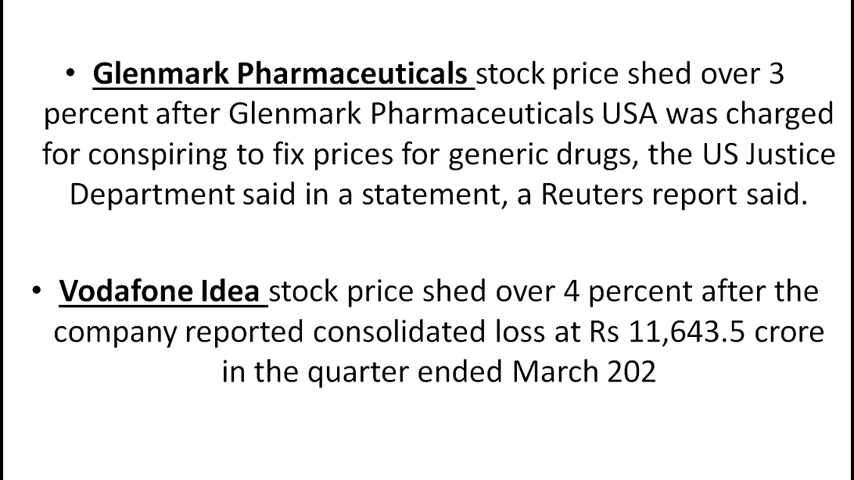 • Glenmark Pharmaceuticals stock price shed over 3
percent after Glenmark Pharmaceuticals USA was charged
for conspiring to fix prices for generic drugs, the US Justice
Department said in a statement, a Reuters report said.
• Vodafone Idea stock price shed over 4 percent after the
company reported consolidated loss at Rs 11,643.5 crore
in the quarter ended March 202